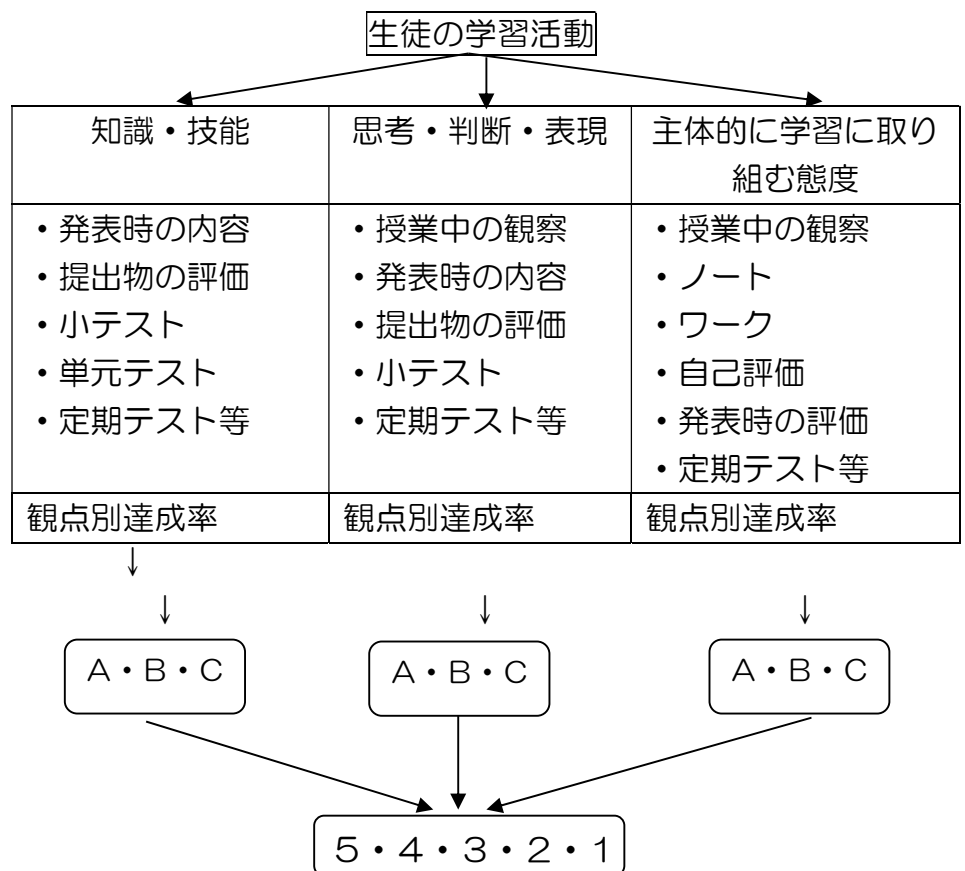 生徒の学習活動
知識・技能
思考・判断・表現
主体的に学習に取り
組む態度
・発表時の内容
・提出物の評価
・小テスト
・単元テスト
・定期テスト等
・授業中の観察
・発表時の内容
・提出物の評価
・小テスト
・定期テスト等
・授業中の観察
・ノート
・ワーク
・自己評価
・発表時の評価
・定期テスト等
観点別達成率
観点別達成率
観点別達成率
↓
↓
↓
↓
A・B・C
A・B・C
A・B・C
5・4・3・2・1